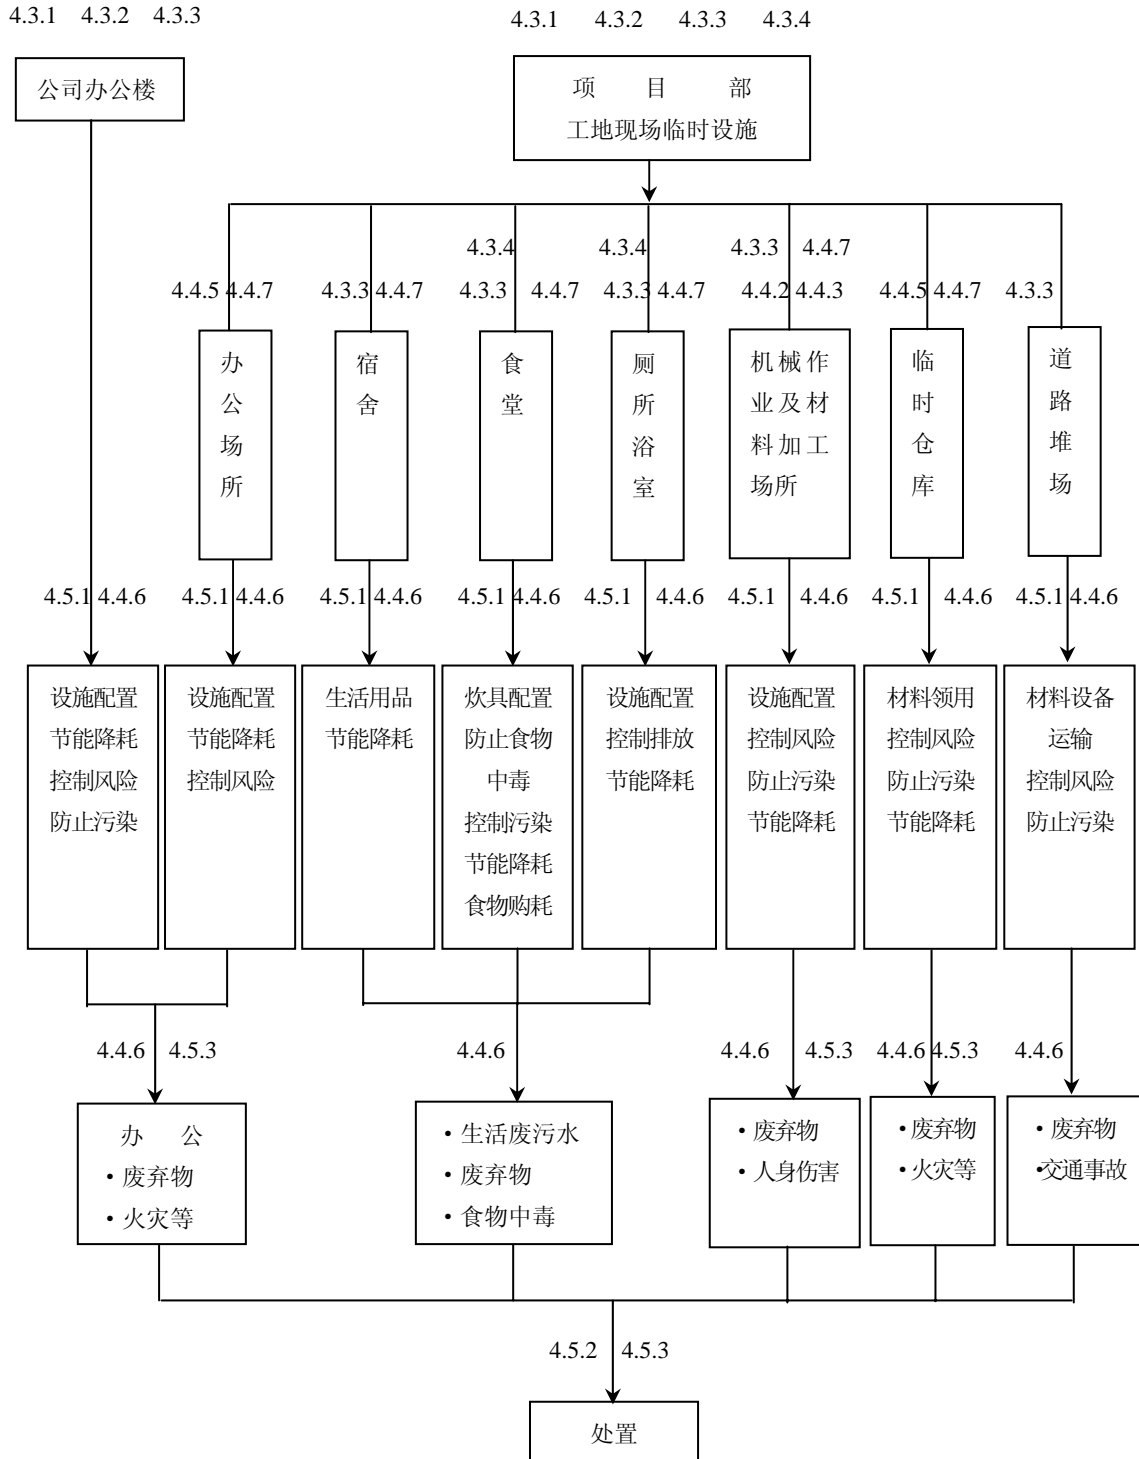 4.3.1 4.3.2 4.3.3
4.3.1 4.3.2 4.3.3 4.3.4
公司办公楼
项 目 部
工地现场临时设施
4.3.4 4.3.4 4.3.3 4.4.7
4.4.5 4.4.7 4.3.3 4.4.7 4.3.3 4.4.7 4.3.3 4.4.7 4.4.2 4.4.3 4.4.5 4.4.7 4.3.3
办
公
场
所
宿
舍
食
堂
厕
所
浴
室
机械作
业及材
料加工
场所
临
时
仓
库
道
路
堆
场
4.5.1 4.4.6 4.5.1 4.4.6 4.5.1 4.4.6 4.5.1 4.4.6 4.5.1 4.4.6 4.5.1 4.4.6 4.5.1 4.4.6 4.5.1 4.4.6
设施配置
节能降耗
控制风险
防止污染
设施配置
节能降耗
控制风险
生活用品
节能降耗
炊具配置
防止食物
中毒
控制污染
节能降耗
食物购耗
设施配置
控制排放
节能降耗
设施配置
控制风险
防止污染
节能降耗
材料领用
控制风险
防止污染
节能降耗
材料设备
运输
控制风险
防止污染
4.4.6 4.5.3 4.4.6 4.4.6 4.5.3 4.4.6 4.5.3 4.4.6
办 公
·废弃物
·火灾等
·生活废污水
·废弃物
·食物中毒
·废弃物
·人身伤害
·废弃物
·火灾等
·废弃物
·交通事故
4.5.2 4.5.3
处置